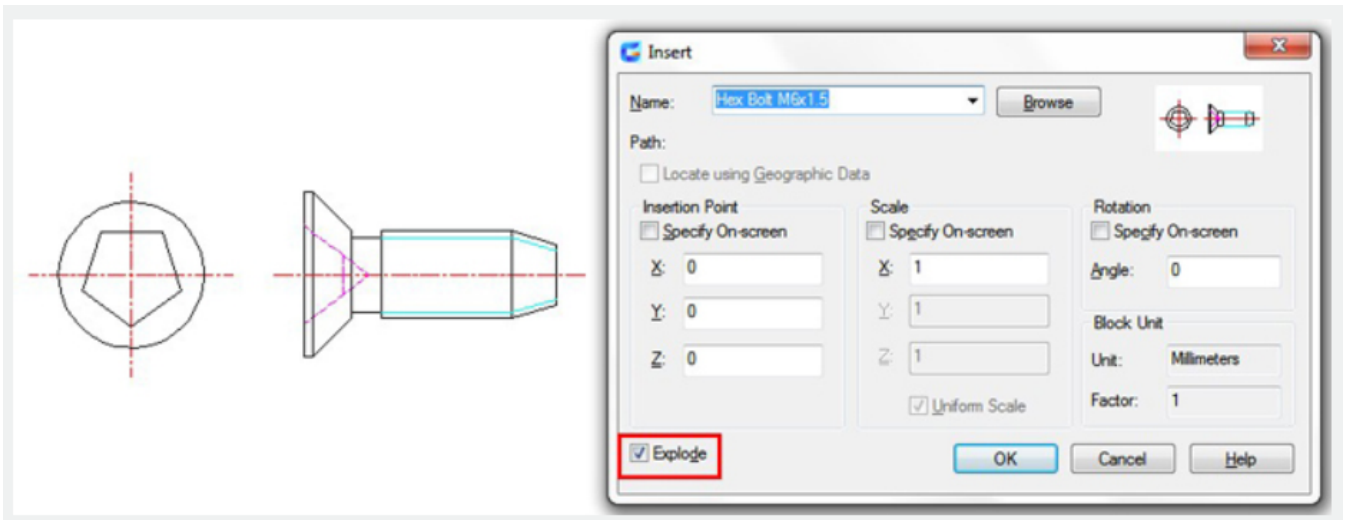 Insert
Name: Hex Bolt M6x1.5 Browse
Path:
Locate using Geographic Data
Insertion Point Scale Rotation
Specify On-screen Specify On-screen Specify On-screen
X: 0 X: 1 Angle: 0
Y: 0 Y: 1 Block Unit
Z: 0 Z: 1 Unit: Millimeters
Uniform Scale Factor: 1
Explode OK Cancel Help